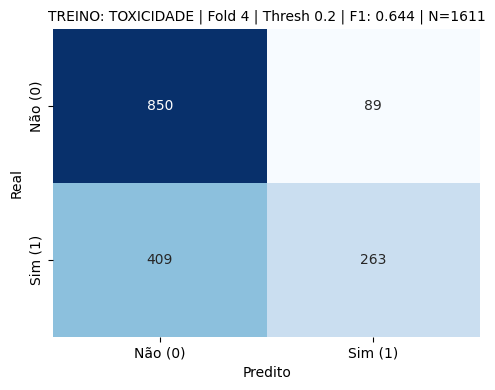 TREINO: TOXICIDADE | Fold 4 | Thresh 0.2 | F1: 0.644 | N=1611
Não (0)
850
89
Real
Sim (1)
409
263
Não (0)
Sim (1)
Predito